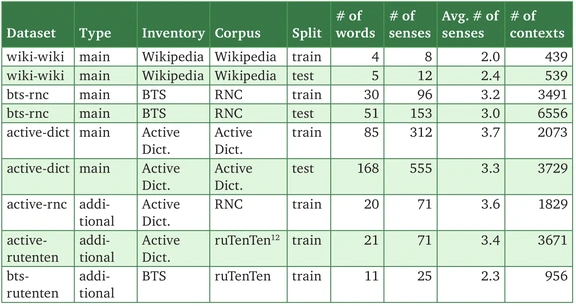 Dataset Type Inventory Corpus Split # of words # of senses Avg. # of senses # of contexts
wiki-wiki main Wikipedia Wikipedia train 4 8 2.0 439
wiki-wiki main Wikipedia Wikipedia test 5 12 2.4 539
bts-rnc main BTS RNC train 30 96 3.2 3491
bts-rnc main BTS RNC test 51 153 3.0 6556
active-dict main Active Dict. Active Dict. train 85 312 3.7 2073
active-dict main Active Dict. Active Dict. test 168 555 3.3 3729
active-rnc addi-tional Active Dict. RNC train 20 71 3.6 1829
active-rutenten addi-tional Active Dict. ruTenTen¹² train 21 71 3.4 3671
bts-rutenten addi-tional BTS ruTenTen train 11 25 2.3 956